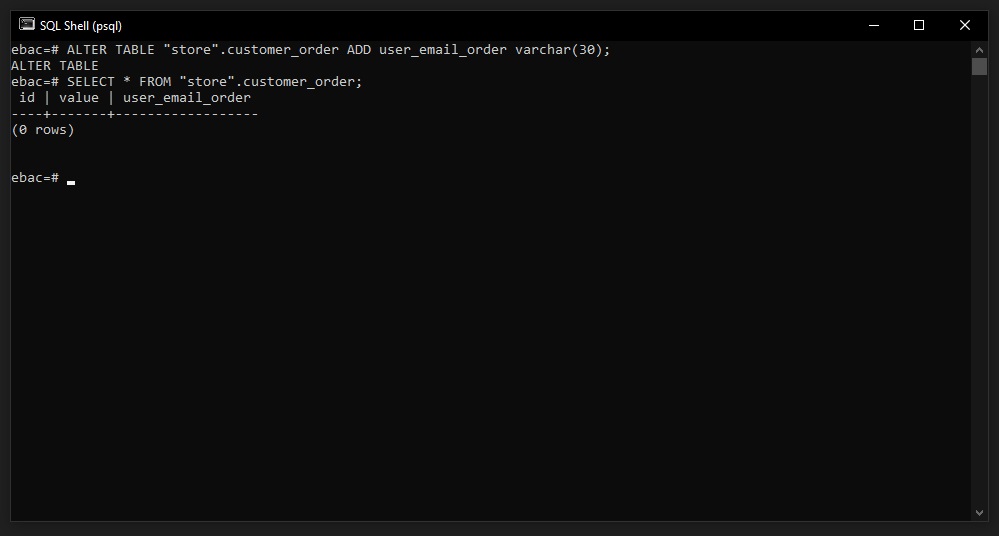 SQL Shell (psql)
ebac=# ALTER TABLE "store".customer_order ADD user_email_order varchar(30);
ALTER TABLE
ebac=# SELECT * FROM "store".customer_order;
 id | value | user_email_order
----+-------+------------------
(0 rows)
ebac=#